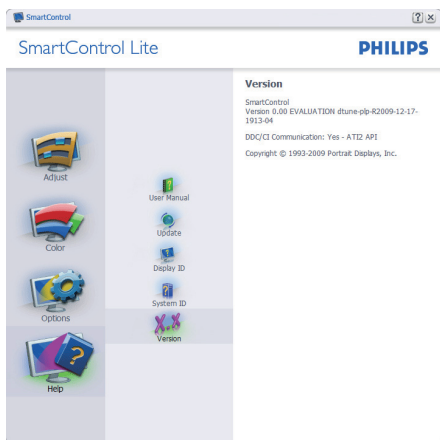 SmartControl
SmartControl Lite
PHILIPS
Adjust
Color
Options
Help
User Manual
Update
Display ID
System ID
X.X
Version
Version
SmartControl
Version 0.00 EVALUATION dtune-plp-R2009-12-17-
1913-04
DDC/CI Communication: Yes - ATI2 API
Copyright © 1993-2009 Portrait Displays, Inc.